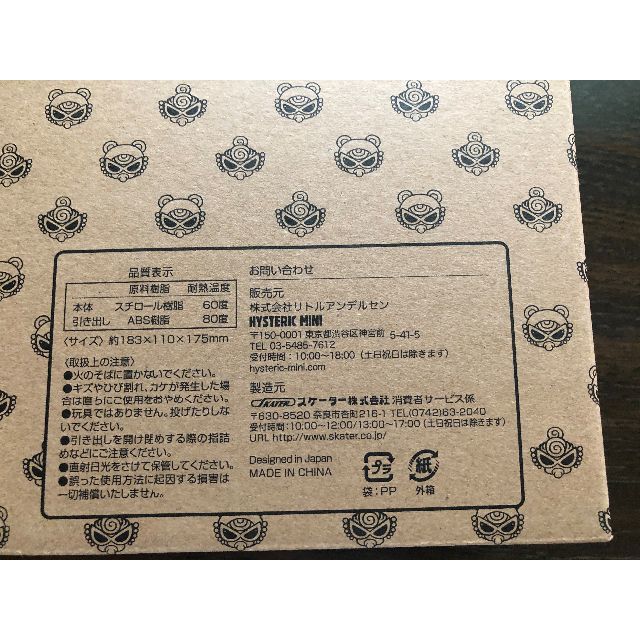 品質表示
原料樹脂 耐熱温度
本体 スチロール樹脂 60度
引き出し ABS樹脂 80度
〈サイズ〉約183×110×175mm
〈取扱上の注意〉
●火のそばに置かないでください。
●キズやひび割れ、カケが発生した場
合は直ちにご使用をおやめください。
●玩具ではありません。投げたりしな
いでください。
●引き出しを開け閉めする際の指詰
めなどにご注意ください。
●直射日光をさけて保管してください。
●誤った使用方法に起因する損害は
一切補償いたしません。
お問い合わせ
販売元
株式会社リトルアンデルセン
HYSTERIC MINI
〒150-0001 東京都渋谷区神宮前 5-41-5
TEL 03-5485-7612
受付時間：10:00～18:00（土日祝日は除きます）
hysteric-mini.com
製造元
SKATER スケーター株式会社 消費者サービス係
〒630-8520 奈良市杏町216-1 TEL(0742)63-2040
受付時間：10:00～12:00/13:00～17:00（土日祝日は除きます）
URL http://www.skater.co.jp/
Designed in Japan
MADE IN CHINA
プラ
袋：PP
紙
外箱